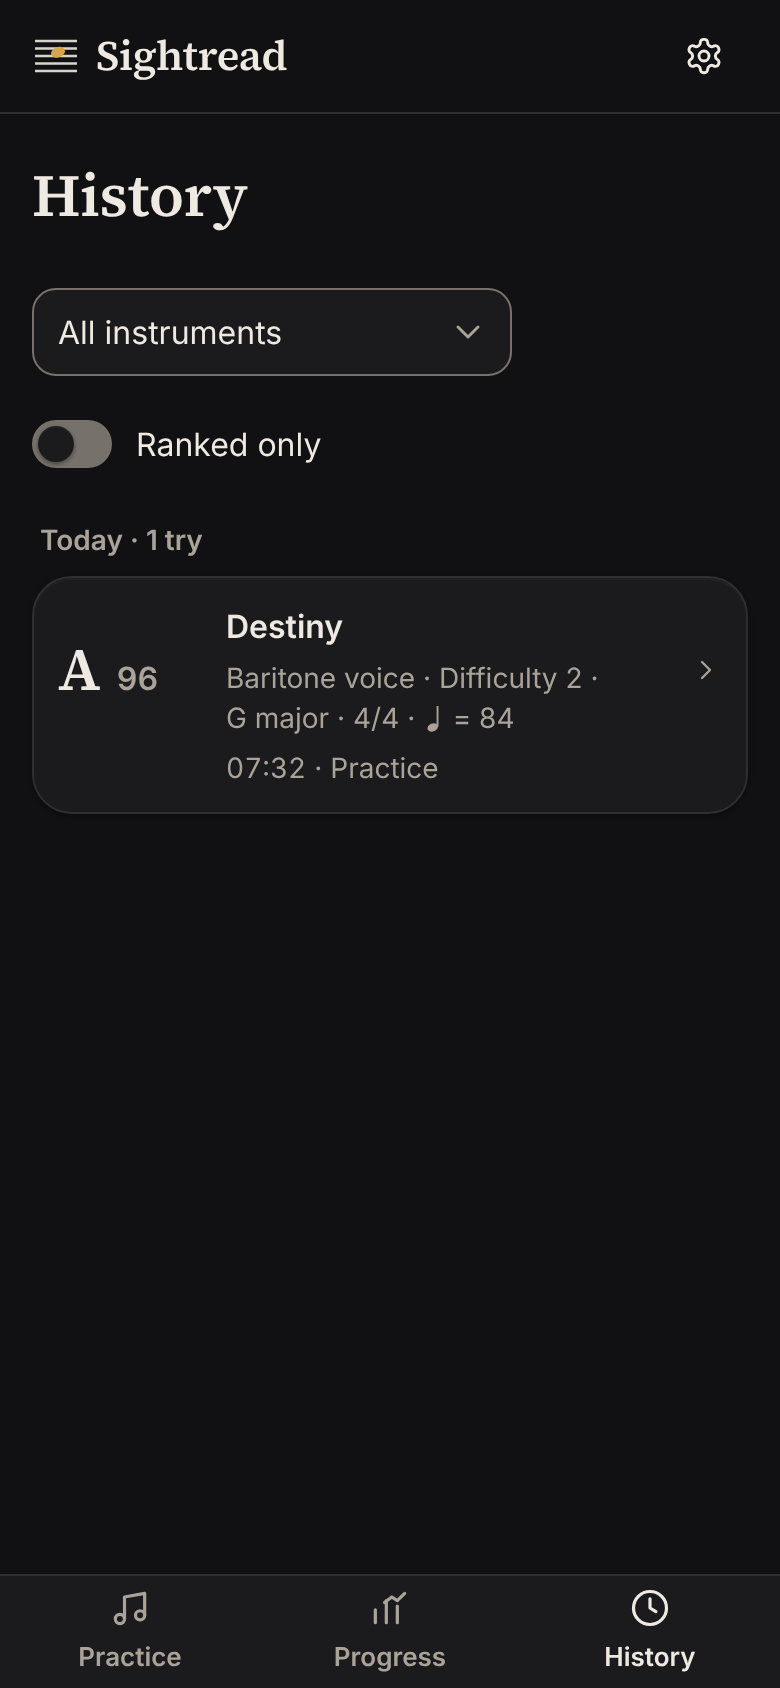 Sightread
History
All instruments
Ranked only
Today · 1 try
A 96
Destiny
Baritone voice · Difficulty 2 ·
G major · 4/4 · ♩ = 84
07:32 · Practice
Practice
Progress
History